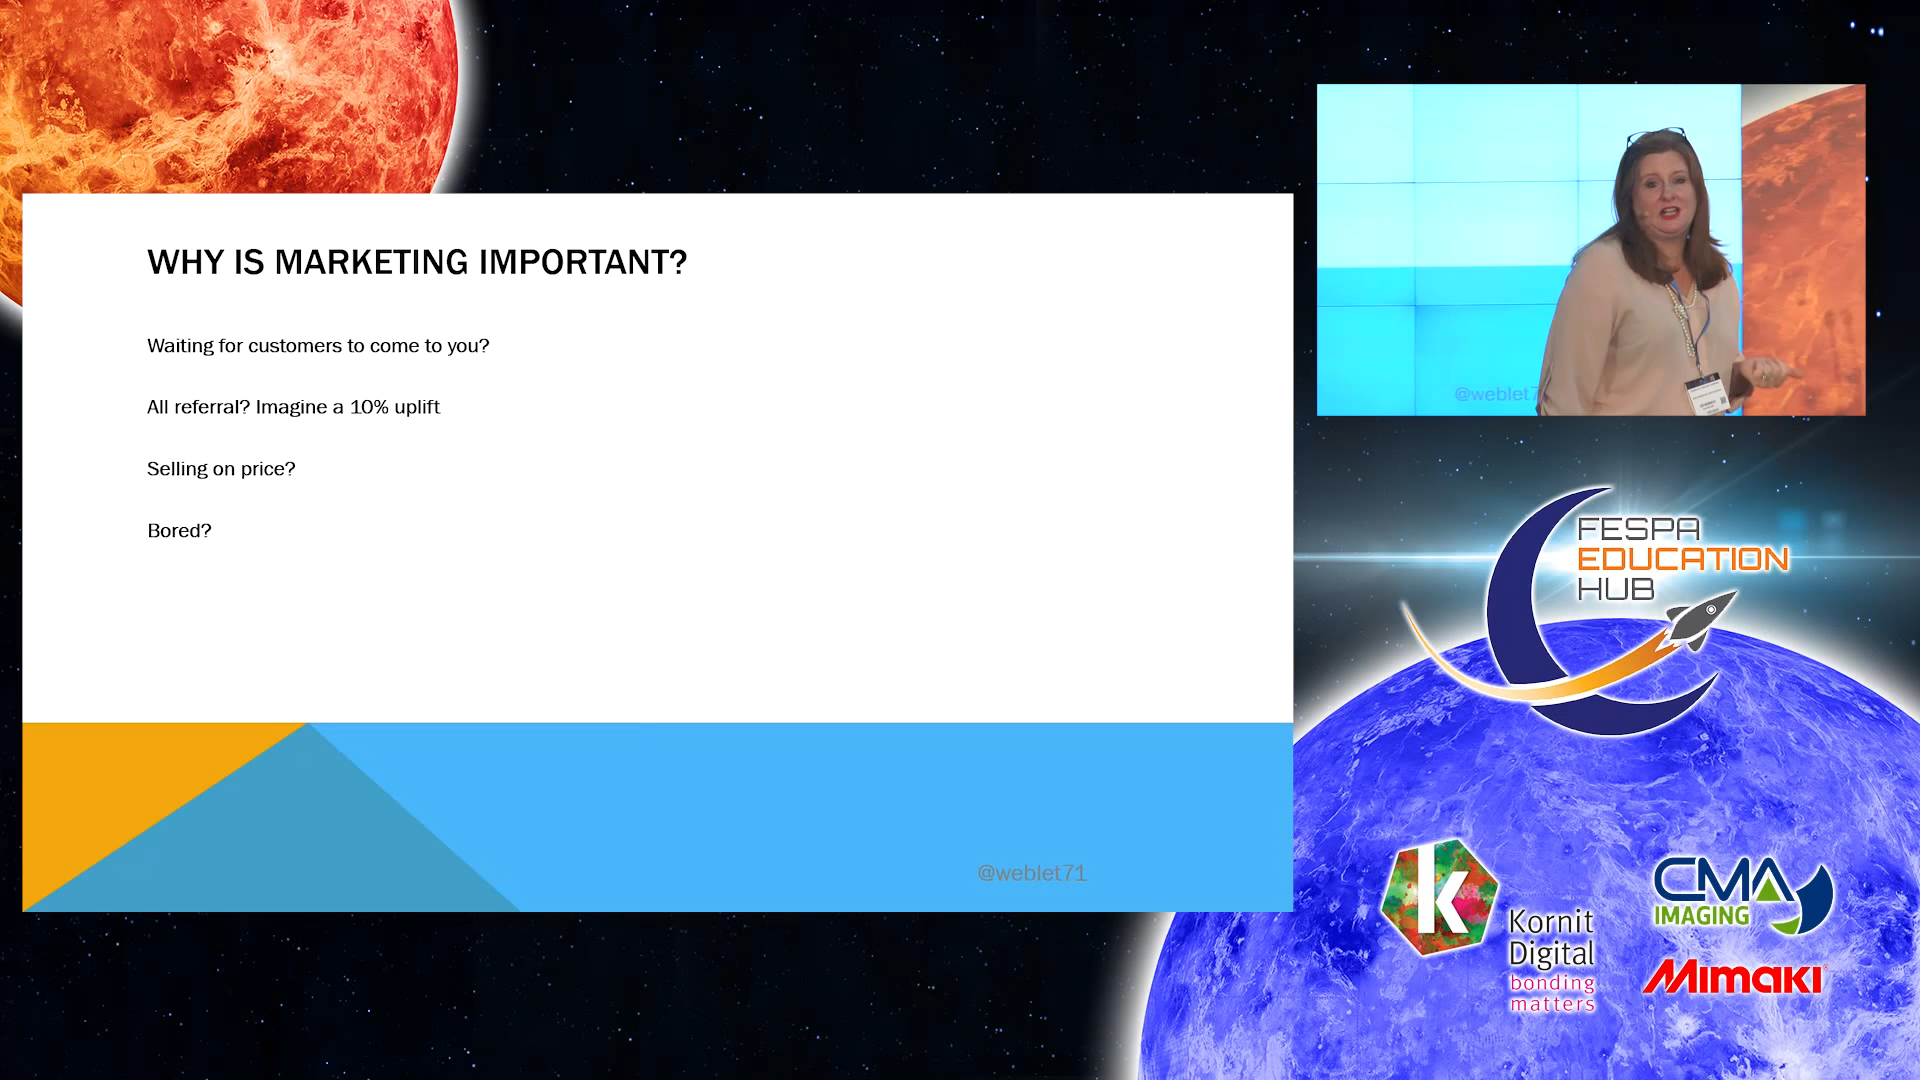 WHY IS MARKETING IMPORTANT?
Waiting for customers to come to you?
All referral? Imagine a 10% uplift
Selling on price?
Bored?
@weblet71
@weblet7
FESPA
EDUCATION
HUB
k
Kornit
Digital
bonding
matters
CMA
IMAGING
Mimaki